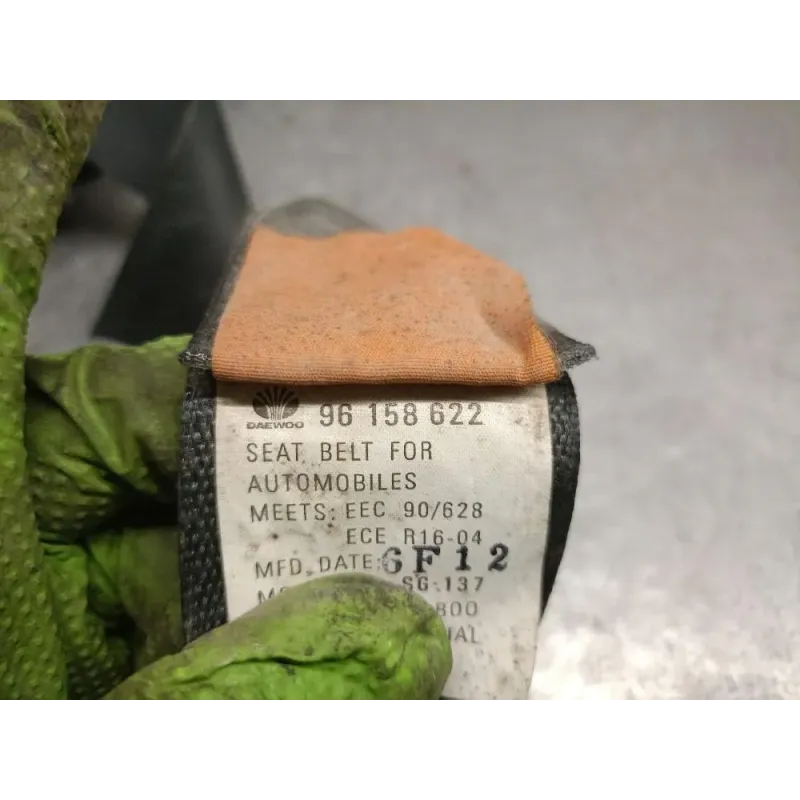 DAEWOO 96 158 622
SEAT BELT FOR
AUTOMOBILES
MEETS: EEC 90/628
ECE R16-04
MFD. DATE: 6F12
SG-137